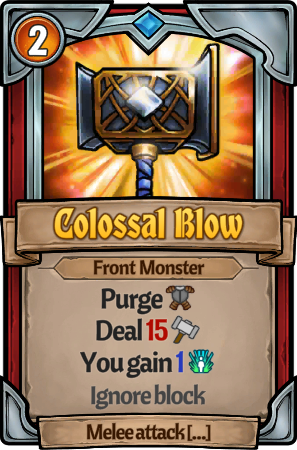 2
Colossal Blow
Front Monster
Purge
Deal 15
You gain 1
Ignore block
Melee attack [...]